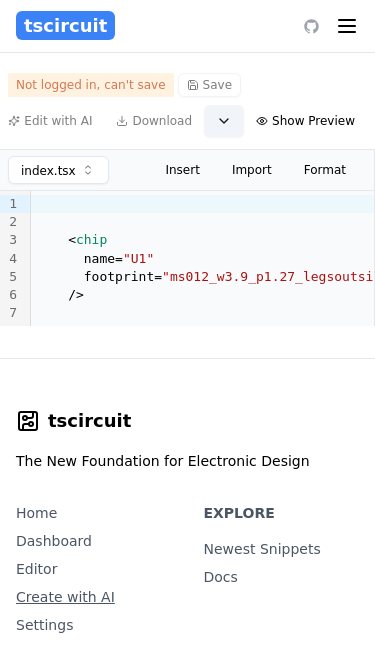 tscircuit
Not logged in, can't save
Save
Edit with AI
Download
Show Preview
index.tsx
Insert
Import
Format
1
2
3 <chip
4 name="U1"
5 footprint="ms012_w3.9_p1.27_legsoutsi
6 />
7
tscircuit
The New Foundation for Electronic Design
Home
Dashboard
Editor
Create with AI
Settings
EXPLORE
Newest Snippets
Docs